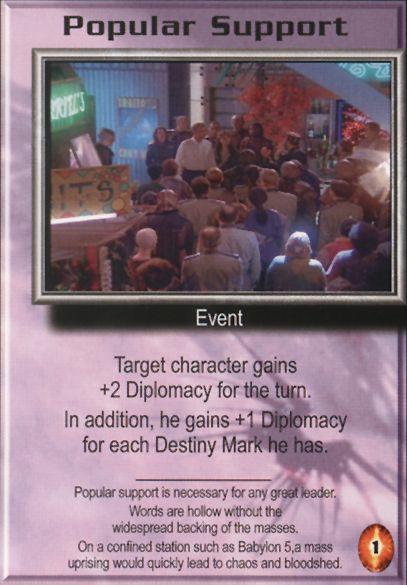 Popular Support
IT'S
Event
Target character gains
+2 Diplomacy for the turn.
In addition, he gains +1 Diplomacy
for each Destiny Mark he has.
Popular support is necessary for any great leader.
Words are hollow without the
widespread backing of the masses.
On a confined station such as Babylon 5,a mass
uprising would quickly lead to chaos and bloodshed.
1